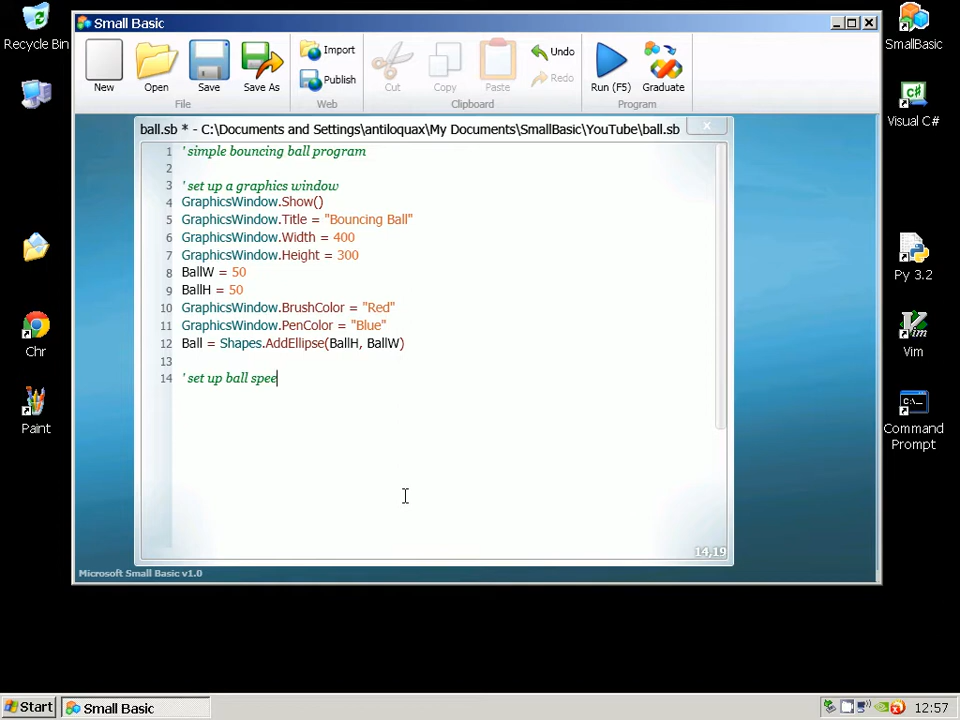 Small Basic
Recycle Bin
SmallBasic
New
Open
Save
Save As
Import
Publish
Cut
Copy
Paste
Undo
Redo
Run (F5)
Graduate
File
Web
Clipboard
Program
Visual C#
ball.sb * - C:\Documents and Settings\antiloquax\My Documents\SmallBasic\YouTube\ball.sb
x
1 ' simple bouncing ball program
2
3 ' set up a graphics window
4 GraphicsWindow.Show()
5 GraphicsWindow.Title = "Bouncing Ball"
6 GraphicsWindow.Width = 400
7 GraphicsWindow.Height = 300
8 BallW = 50
9 BallH = 50
10 GraphicsWindow.BrushColor = "Red"
11 GraphicsWindow.PenColor = "Blue"
12 Ball = Shapes.AddEllipse(BallH, BallW)
13
14 ' set up ball spee
14,19
Microsoft Small Basic v1.0
Chr
Paint
Py 3.2
Vim
C:\...
Command
Prompt
Start
Small Basic
12:57